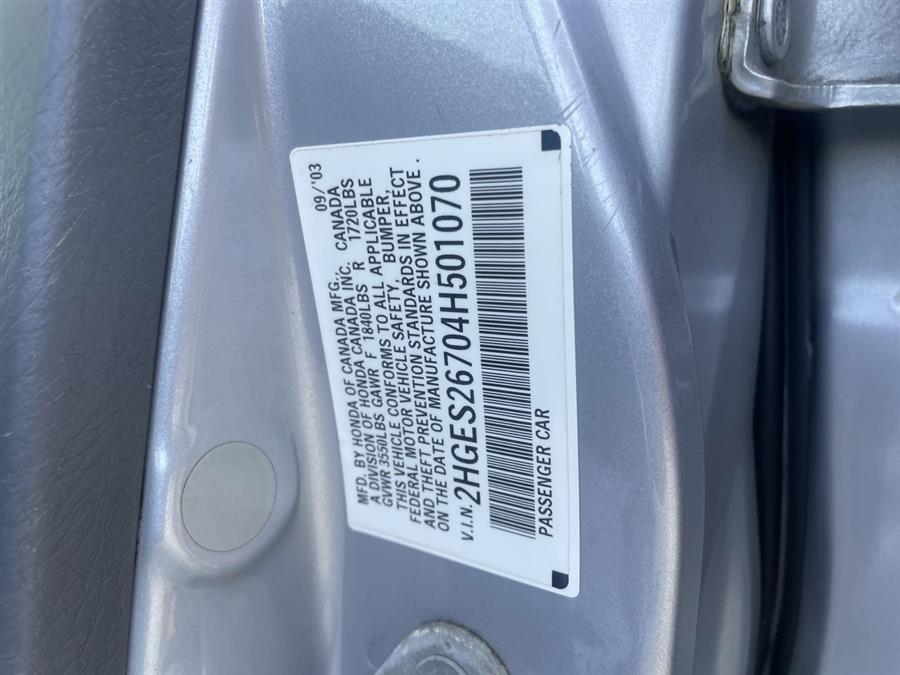 09/'03
MFD. BY HONDA OF CANADA MFG., CANADA
A DIVISION OF HONDA CANADA INC.
GVWR 3550LBS GAWR F 1840LBS R 1720LBS
THIS VEHICLE CONFORMS TO ALL APPLICABLE
FEDERAL MOTOR VEHICLE SAFETY, BUMPER,
AND THEFT PREVENTION STANDARDS IN EFFECT
ON THE DATE OF MANUFACTURE SHOWN ABOVE.
V.I.N. 2HGES26704H501070
PASSENGER CAR